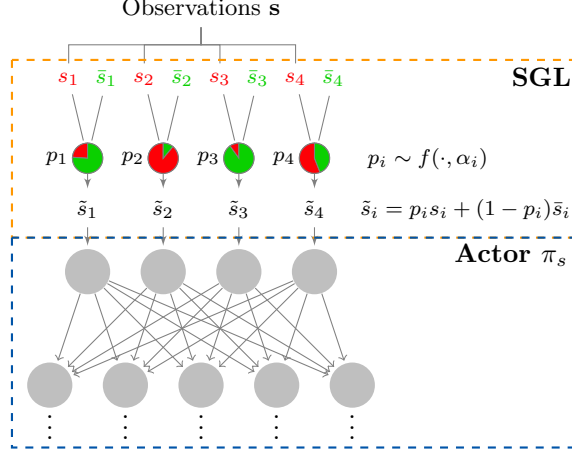 Observations s
SGL
s₁ s̄₁ s₂ s̄₂ s₃ s̄₃ s₄ s̄₄
p₁ p₂ p₃ p₄ pᵢ ∼ f(·, αᵢ)
s̃₁ s̃₂ s̃₃ s̃₄ s̃ᵢ = pᵢsᵢ + (1 − pᵢ)s̄ᵢ
Actor πₛ